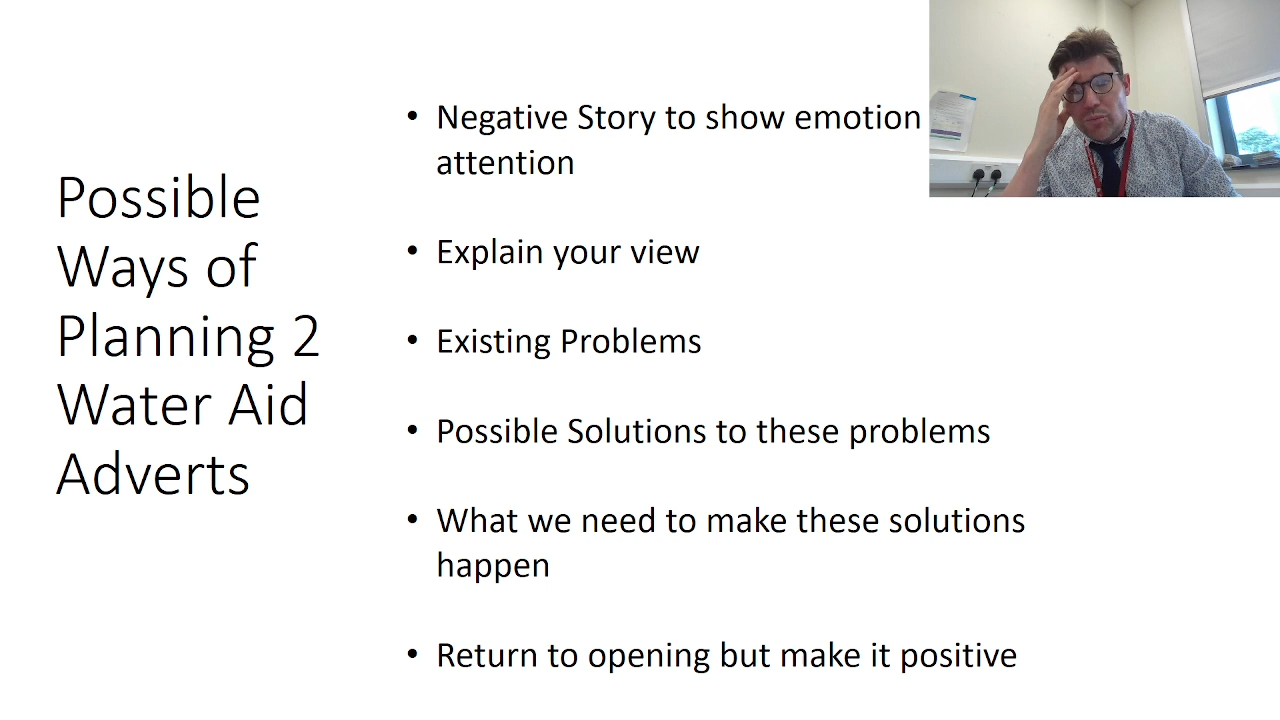 Possible
Ways of
Planning 2
Water Aid
Adverts
• Negative Story to show emotion
attention
• Explain your view
• Existing Problems
• Possible Solutions to these problems
• What we need to make these solutions
happen
• Return to opening but make it positive